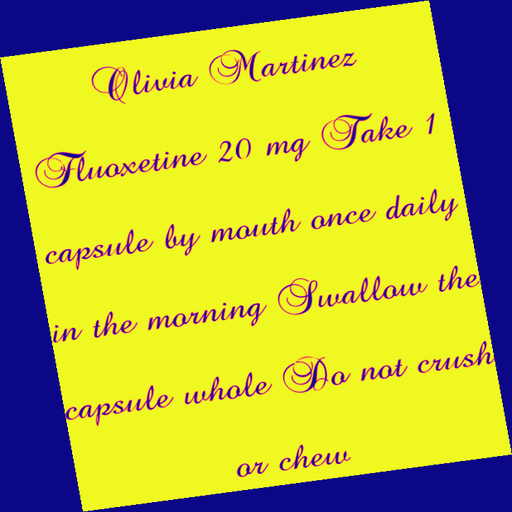 Olivia Martinez
Fluoxetine 20 mg Take 1
capsule by mouth once daily
in the morning Swallow the
capsule whole Do not crush
or chew